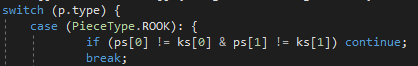 switch (p.type) {
case (PieceType.ROOK): {
if (ps[0] != ks[0] & ps[1] != ks[1]) continue;
break;